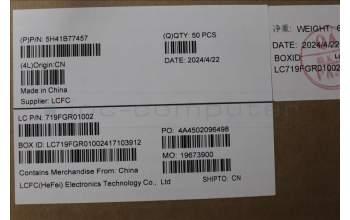 (P)P/N: 5H41B77457
(Q)QTY: 50 PCS
(4L)Origin:CN
DATE: 2024/4/22
Made in China
Supplier: LCFC
净重: WEIGHT: 6
DATE: 2024/4/22
BOXID
LC719FGR0100
LC P/N: 719FGR01002
PO: 4A4502096498
BOX ID: LC719FGR01002417103912
MO: 19673900
Contains Merchandise From: China
LCFC(HeFei) Electronics Technology Co., Ltd
SHIPTO: CN